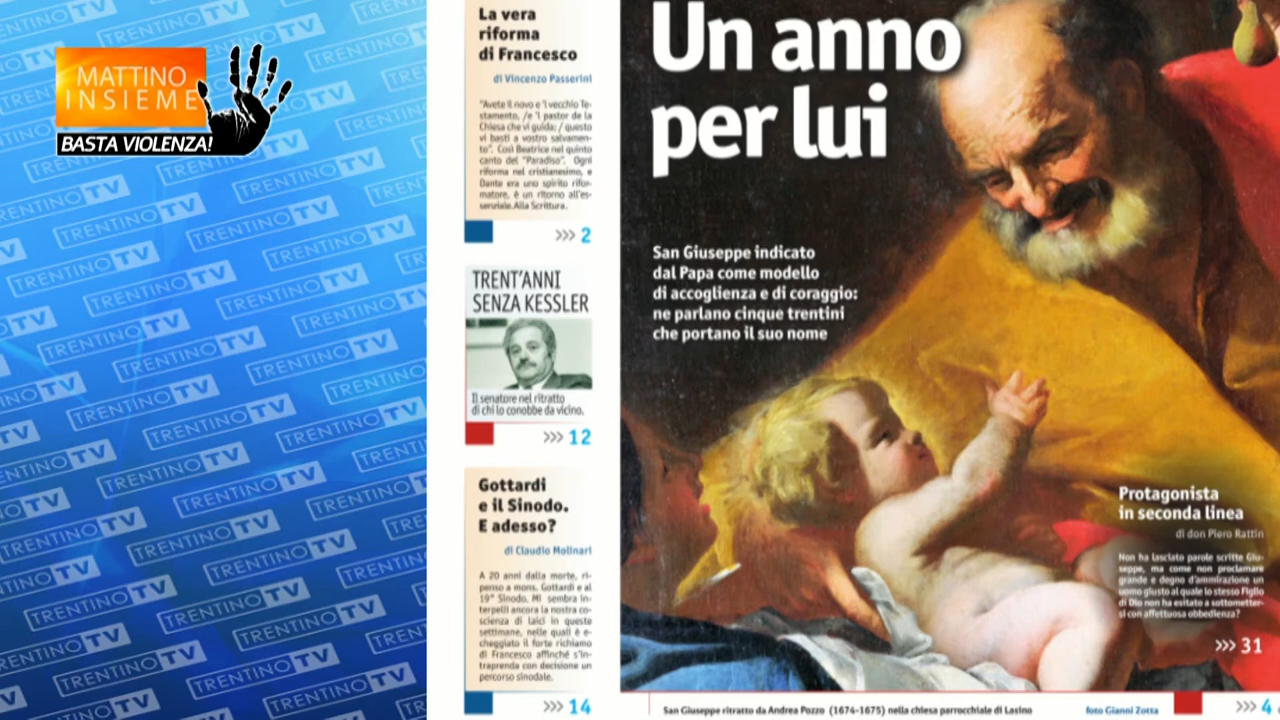 MATTINO
INSIEME
BASTA VIOLENZA!
La vera
riforma
di Francesco
di Vincenzo Passerini
"Avete il novo e 'l vecchio Te-
stamento, /e 'l pastor de la
Chiesa che vi guida; / questo
vi basti a vostro salvamen-
to". Così Beatrice nel quinto
canto del "Paradiso". Ogni
riforma nel cristianesimo, e
Dante era uno spirito rifor-
matore, è un ritorno all'es-
senziale. Alla Scrittura.
>>> 2
TRENT'ANNI
SENZA KESSLER
Il senatore nel ritratto
di chi lo conobbe da vicino.
>>> 12
Gottardi
e il Sinodo.
E adesso?
di Claudio Molinari
A 20 anni dalla morte, ri-
penso a mons. Gottardi e al
19° Sinodo. Mi sembra in-
terpelli ancora la nostra co-
scienza di laici in queste
settimane, nelle quali è e-
cheggiato il forte richiamo
di Francesco affinché s'in-
traprenda con decisione un
percorso sinodale.
>>> 14
Un anno
per lui
San Giuseppe indicato
dal Papa come modello
di accoglienza e di coraggio:
ne parlano cinque trentini
che portano il suo nome
Protagonista
in seconda linea
di don Piero Rattin
Non ha lasciato parole scritte Giu-
seppe, ma come non proclamare
grande e degno d'ammirazione un
uomo giusto al quale lo stesso Figlio
di Dio non ha esitato a sottometter-
si con affettuosa obbedienza?
>>> 31
San Giuseppe ritratto da Andrea Pozzo (1674-1675) nella chiesa parrocchiale di Lasino
foto Gianni Zotta
>>> 4
TRENTINO TV